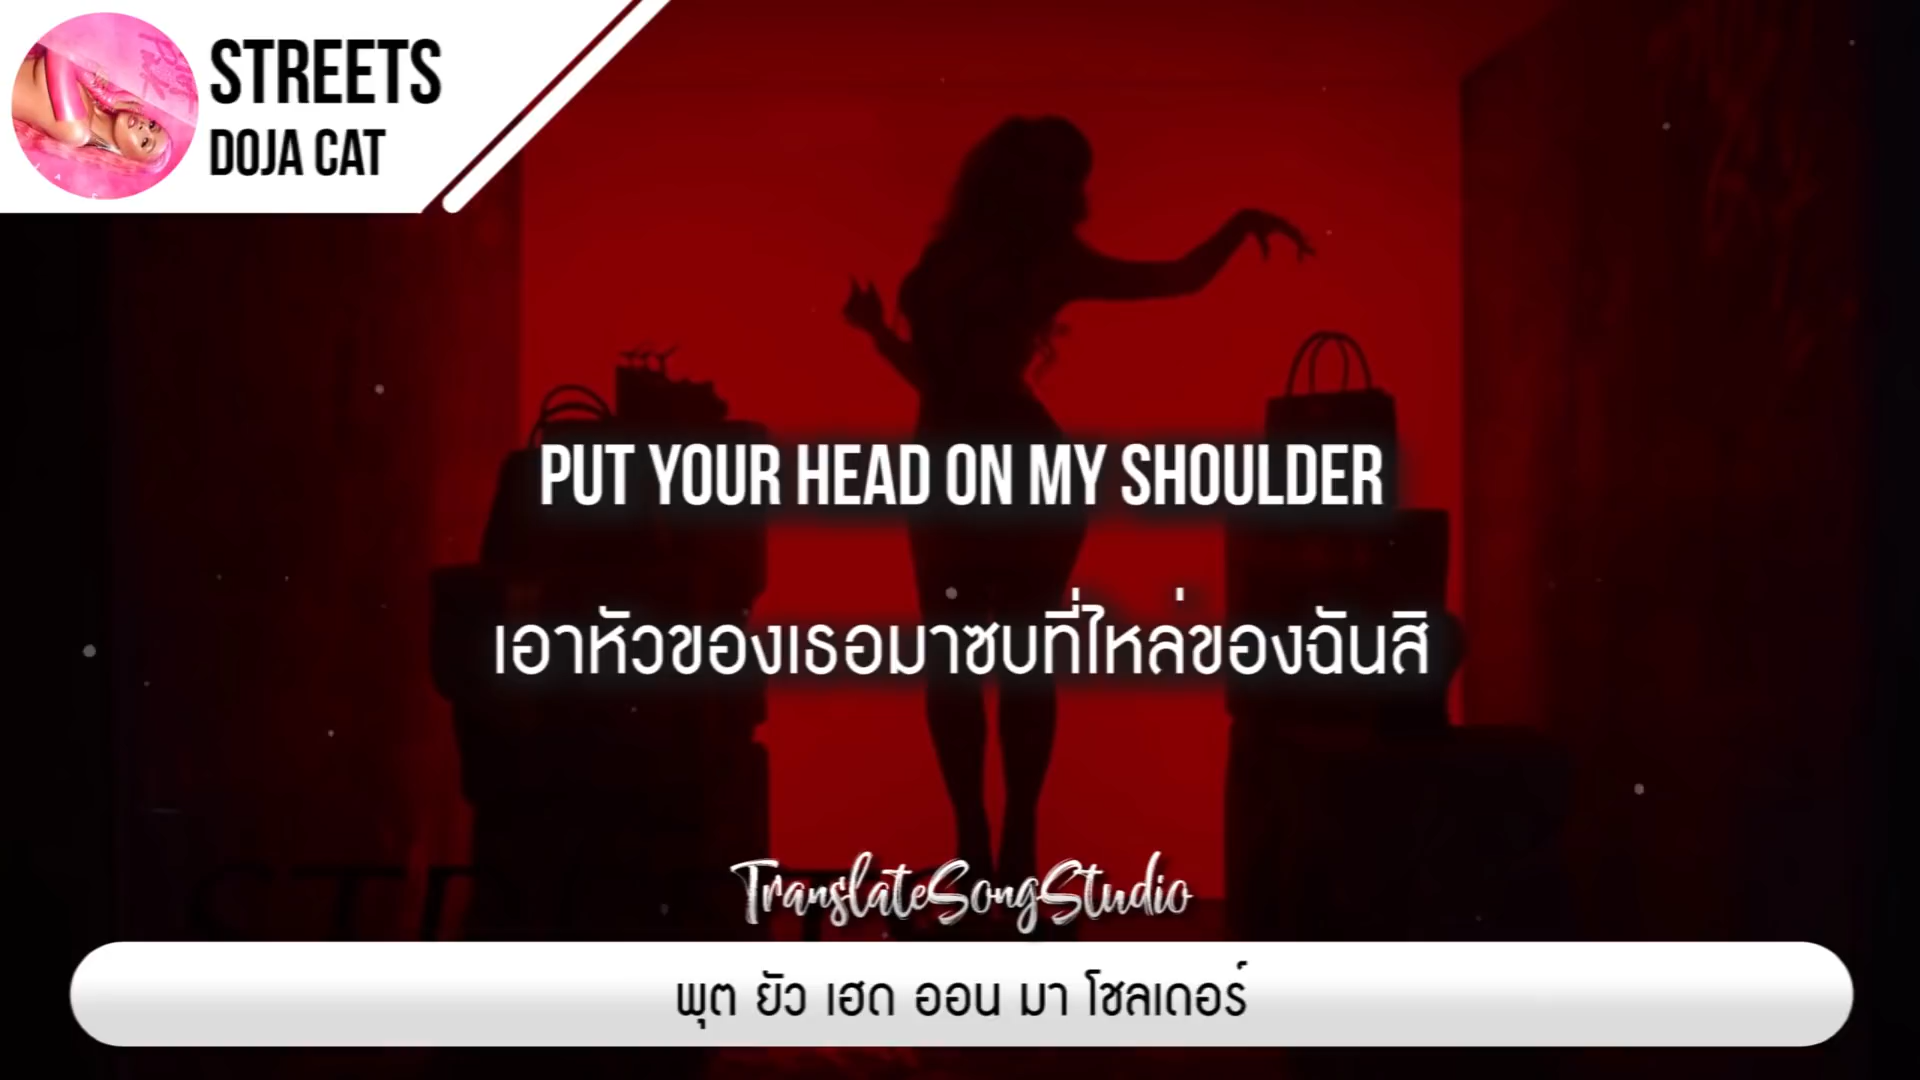 STREETS
DOJA CAT
PUT YOUR HEAD ON MY SHOULDER
เอาหัวของเธอมาซบที่ไหล่ของฉันสิ
TranslateSongStudio
พุต ยัว เฮด ออน มา โชลเดอร์